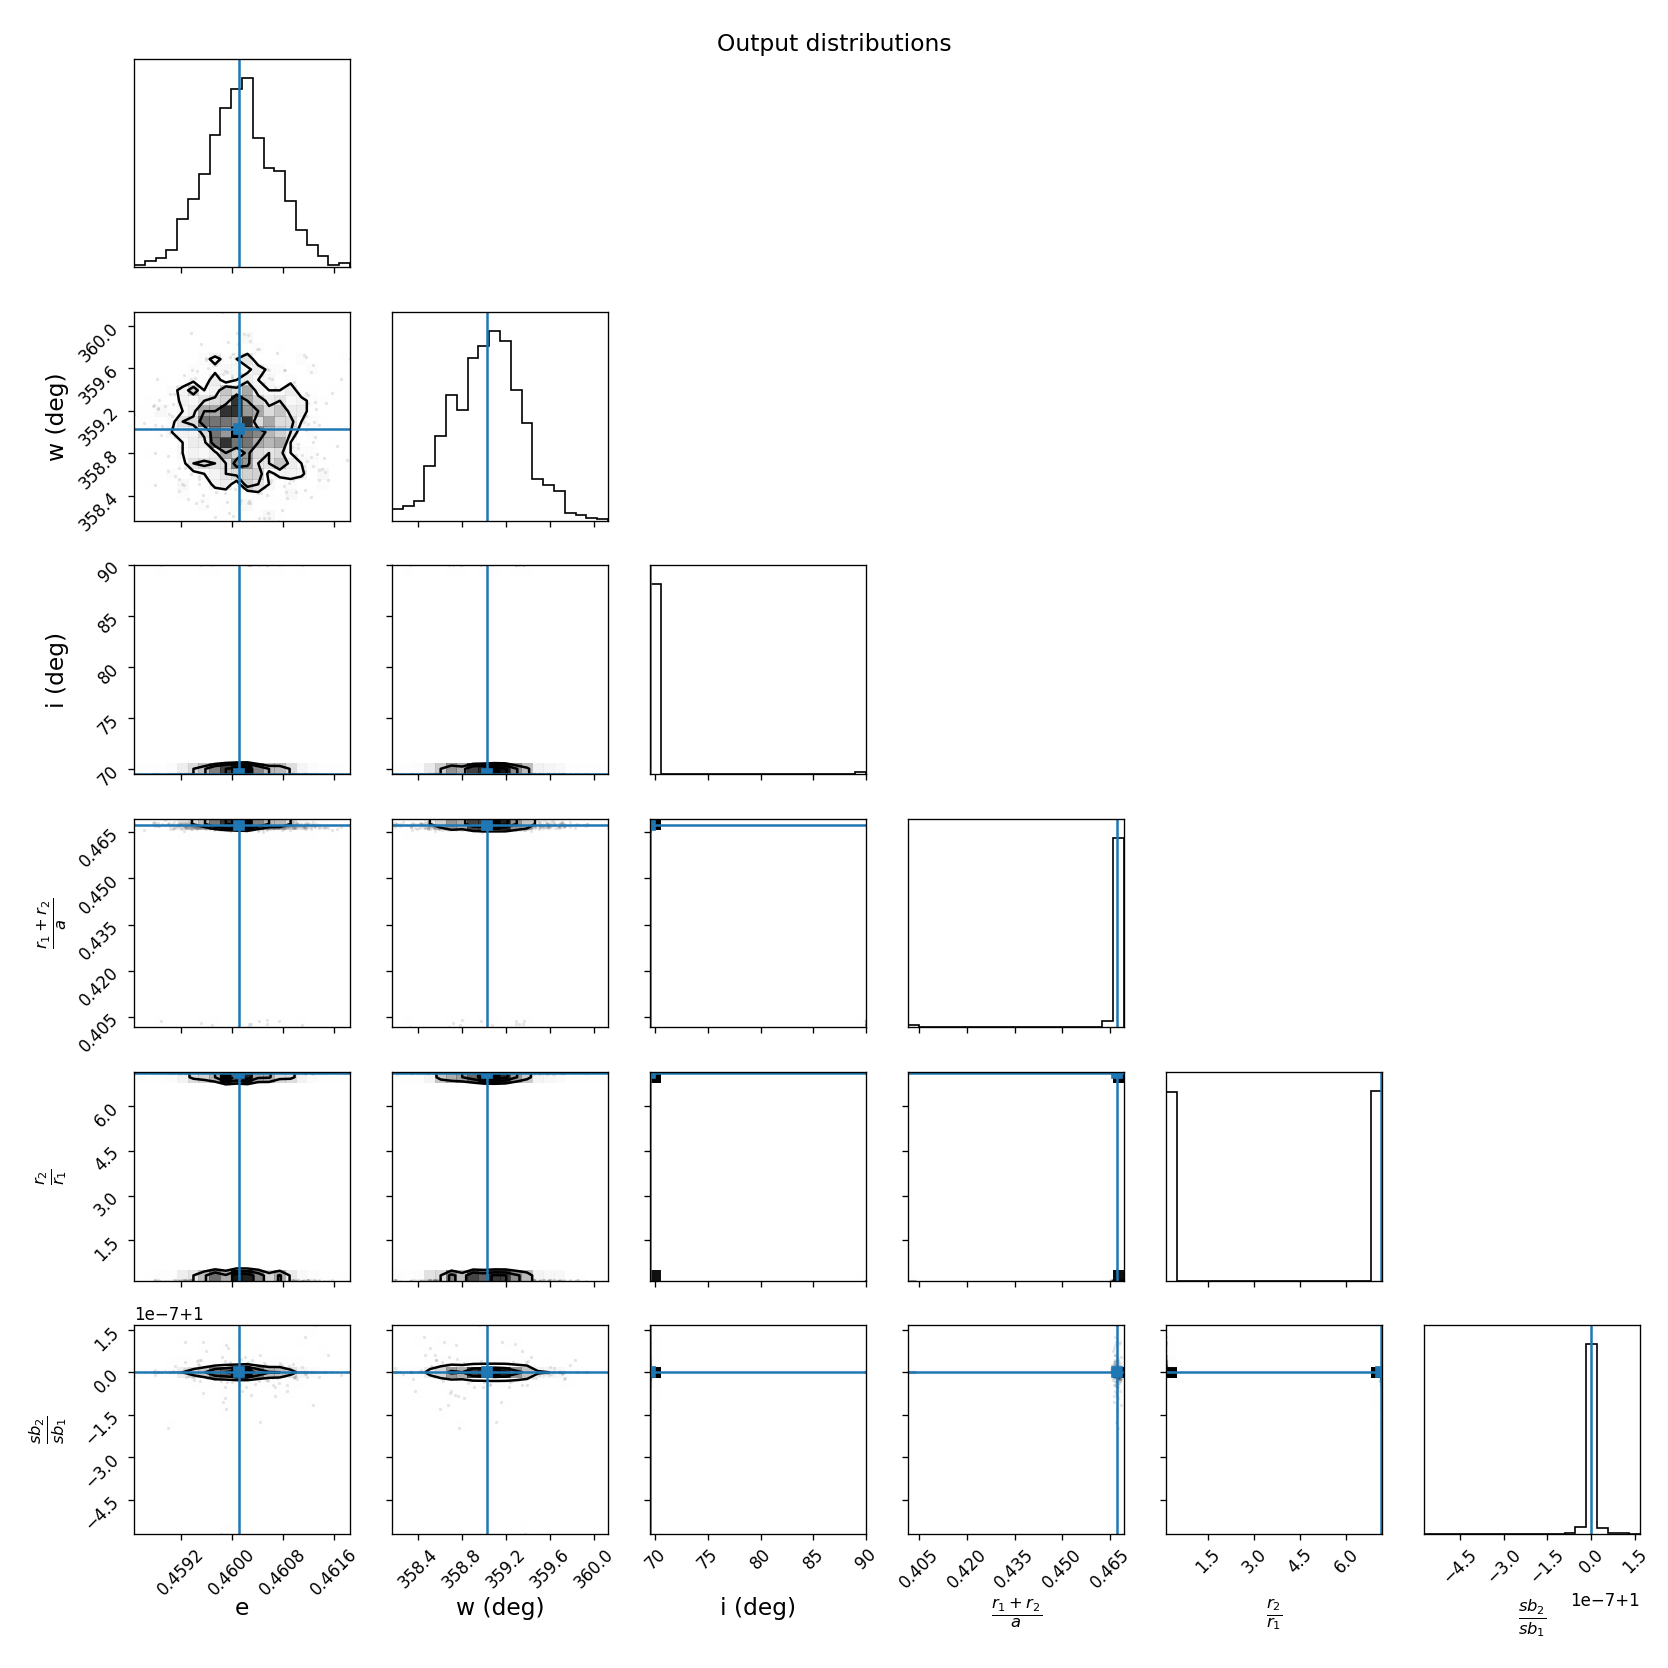 Output distributions
360.0
359.6
359.2
358.8
358.4
w (deg)
90
85
80
75
70
i (deg)
0.465
0.450
0.435
0.420
0.405
r₁ + r₂
a
6.0
4.5
3.0
1.5
r₂
r₁
1e−7+1
1.5
0.0
−1.5
−3.0
−4.5
sb₂
sb₁
0.4592 0.4600 0.4608 0.4616
e
358.4 358.8 359.2 359.6 360.0
w (deg)
70 75 80 85 90
i (deg)
0.405 0.420 0.435 0.450 0.465
r₁ + r₂
a
1.5 3.0 4.5 6.0
r₂
r₁
−4.5 −3.0 −1.5 0.0 1.5
1e−7+1
sb₂
sb₁